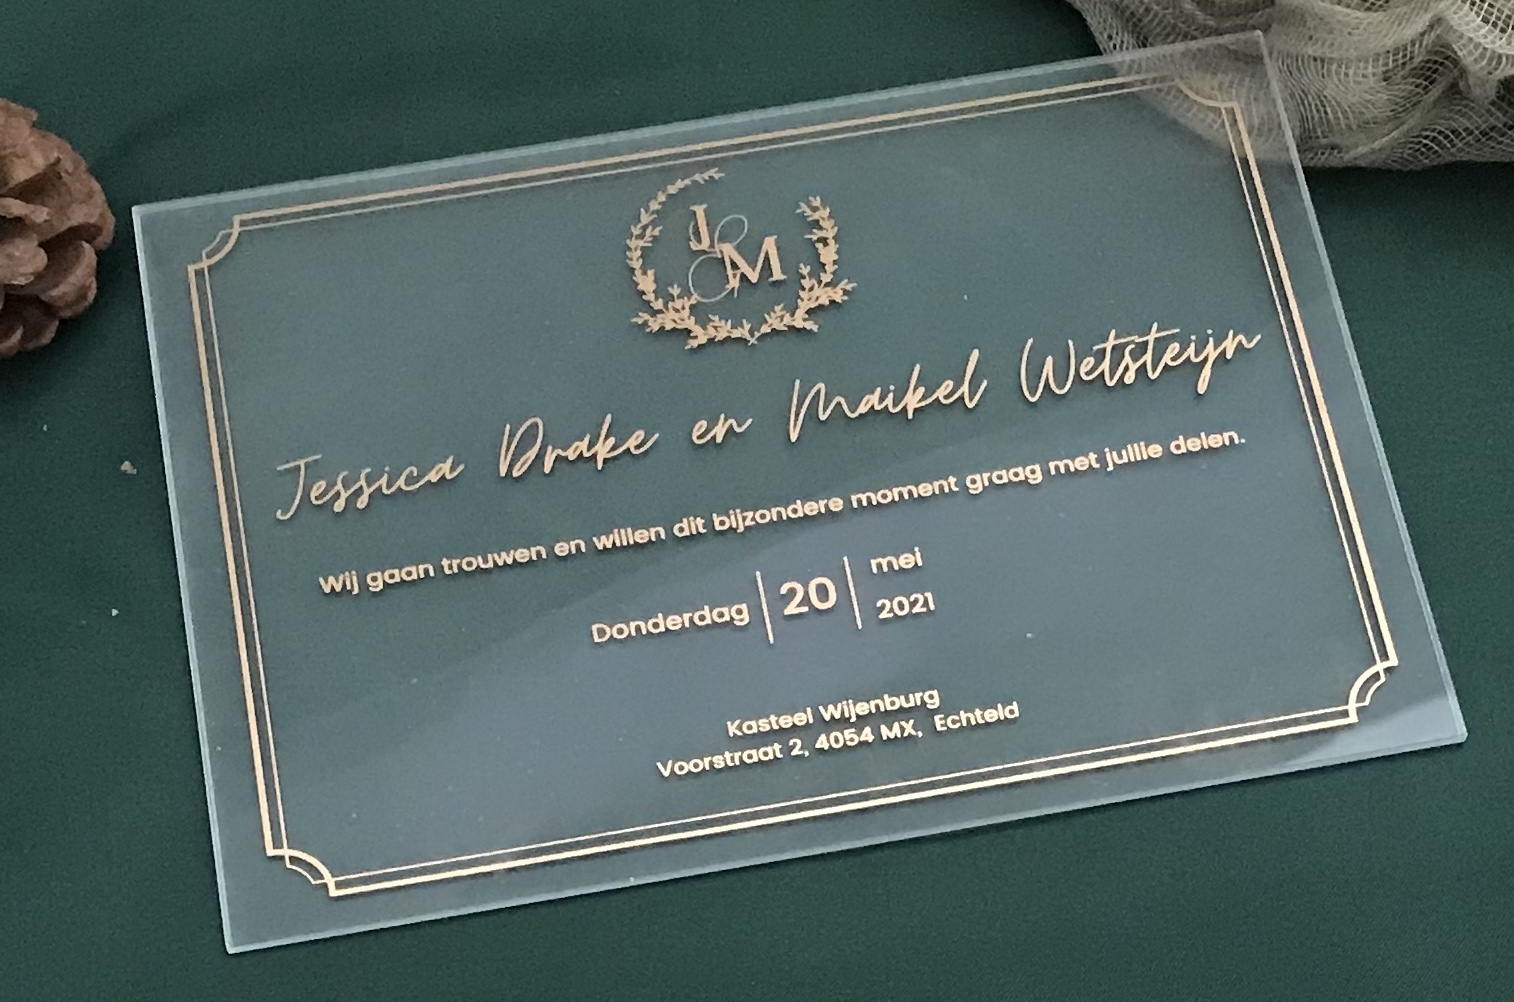 J & M
Jessica Drake en Maikel Wetsteijn
Wij gaan trouwen en willen dit bijzondere moment graag met jullie delen.
Donderdag | 20 | mei 2021
Kasteel Wijenburg
Voorstraat 2, 4054 MX, Echteld